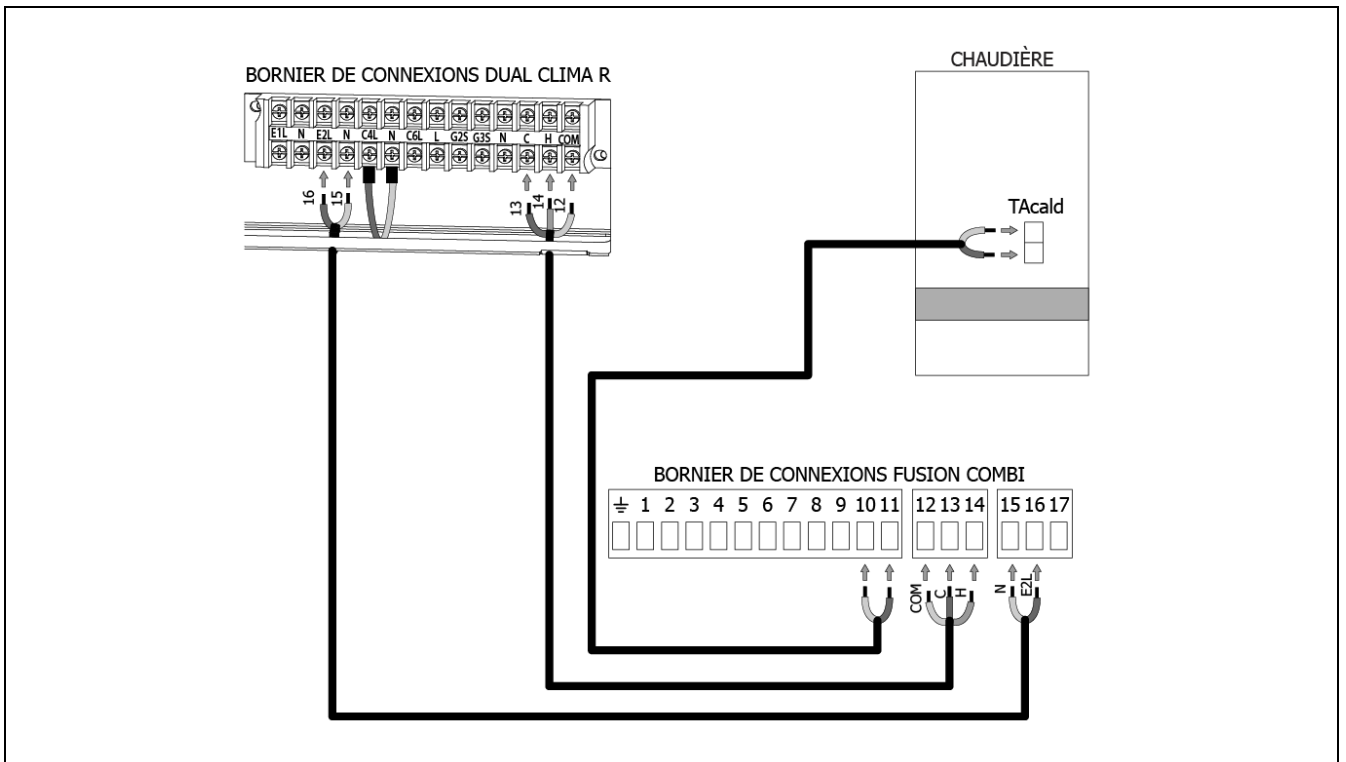 CHAUDIÈRE
BORNIER DE CONNEXIONS DUAL CLIMA R
E1L N E2L N C4L N C6L L G2S G3S N C H COM
16 15 13 14 12
TAcald
BORNIER DE CONNEXIONS FUSION COMBI
1 2 3 4 5 6 7 8 9 10 11 12 13 14 15 16 17
COM C H N E2L